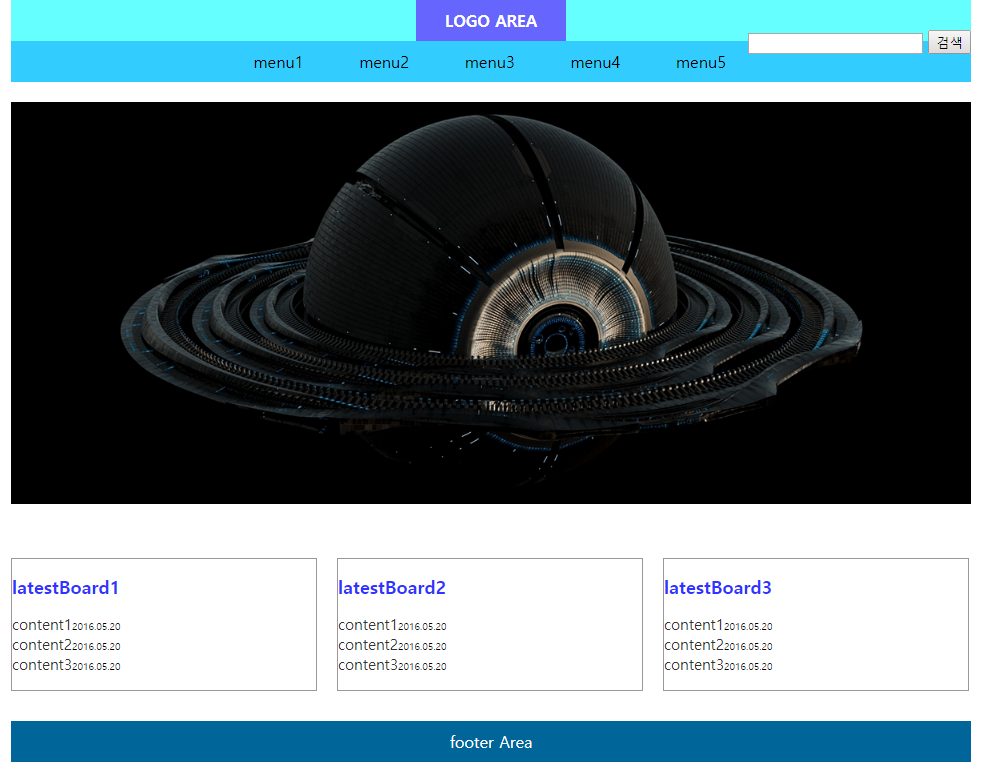 LOGO AREA
검색
menu1 menu2 menu3 menu4 menu5
latestBoard1
content12016.05.20
content22016.05.20
content32016.05.20
latestBoard2
content12016.05.20
content22016.05.20
content32016.05.20
latestBoard3
content12016.05.20
content22016.05.20
content32016.05.20
footer Area